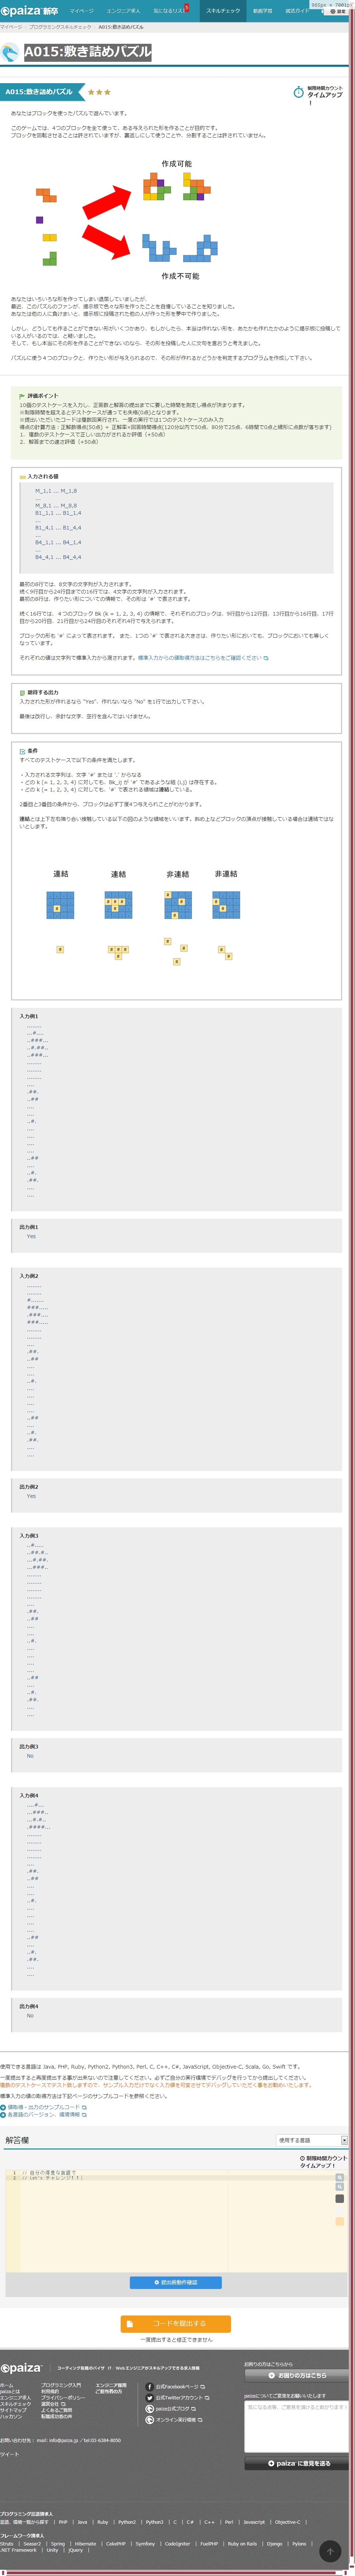 365px × 7001px
paiza新卒 マイページ エンジニア求人 気になるリスト スキルチェック 動画学習 就活ガイド 設定
マイページ プログラミングスキルチェック A015:敷き詰めパズル
A015:敷き詰めパズル
A015:敷き詰めパズル ★★★
制限時間カウント
タイムアップ
!
あなたはブロックを使ったパズルで遊んでいます。
このゲームでは、4つのブロックを全て使って、ある与えられた形を作ることが目的です。
ブロックを回転させることは許されていますが、裏返しにして使うことや、分割することは許されていません。
作成可能
作成不可能
あなたはいろいろな形を作ってしまい退屈していましたが、
最近、このパズルのファンが、掲示板で色々な形を作ったことを自慢していることを知りました。
あなたは他の人に負けまいと、掲示板に投稿された他の人が作った形を夢中で作りました。
しかし、どうしても作ることができない形がいくつかあり、もしかしたら、本当は作れない形を、あたかも作れたかのように掲示板に投稿して
いる人がいるのでは、と疑いました。
そして、もし本当にその形を作ることができないのなら、その形を投稿した人に文句を言おうと考えました。
パズルに使う４つのブロックと、作りたい形が与えられるので、その形が作れるかどうかを判定するプログラムを作成して下さい。
評価ポイント
10個のテストケースを入力し、正答数と解答の提出までに要した時間を測定し得点が決まります。
※制限時間を超えるとテストケースが通っても失格(0点)となります。
※提出いただいたコードは複数回実行され、一度の実行では1つのテストケースのみ入力
得点の計算方法：正解数得点(50点) + 正解率×回答時間得点(120分以内で50点、80分で25点、6時間で0点と線形に点数が落ちます)
1．複数のテストケースで正しい出力がされるか評価（+50点）
2．解答までの速さ評価（+50点）
入力される値
M_1,1 ... M_1,8
...
M_8,1 ... M_8,8
B1_1,1 ... B1_1,4
...
B1_4,1 ... B1_4,4
...
B4_1,1 ... B4_1,4
...
B4_4,1 ... B4_4,4
最初の8行では、8文字の文字列が入力されます。
続く9行目から24行目までの16行では、4文字の文字列が入力されます。
最初の8行は、作りたい形についての情報で、その形は '#' で表されます。
続く16行では、４つのブロック Bk (k = 1, 2, 3, 4) の情報で、それぞれのブロックは、9行目から12行目、13行目から16行目、17行
目から20行目、21行目から24行目のそれぞれ4行で与えられます。
ブロックの形も '#' によって表されます。また、1つの '#' で表される大きさは、作りたい形においても、ブロックにおいても等しく
なっています。
それぞれの値は文字列で標準入力から渡されます。標準入力からの値取得方法はこちらをご確認ください
期待する出力
入力された形が作れるなら "Yes"、作れないなら "No" を1行で出力して下さい。
最後は改行し、余計な文字、空行を含んではいけません。
条件
すべてのテストケースで以下の条件を満たします。
・入力される文字列は、文字 '#' または '.' からなる
・どの k (= 1, 2, 3, 4) に対しても、Bk_ij が '#' であるような組 (i,j) は存在する。
・どの k (= 1, 2, 3, 4) に対しても、'#' で表される領域は連結している。
2番目と3番目の条件から、ブロックは必ず丁度4つ与えられることがわかります。
連結とは上下左右隣り合い接触している以下の図のような領域をいいます。斜め上などブロックの頂点が接触している場合は連結ではな
いとします。
連結 連結 非連結 非連結
入力例1
........
...#....
..###...
..#.##..
..###...
........
........
........
....
.##.
..##
....
....
..#.
....
....
....
....
..##
....
..#.
.##.
....
....
出力例1
Yes
入力例2
........
........
#.......
###.....
.###....
###.....
........
........
....
.##.
..##
....
....
..#.
....
....
....
....
..##
....
..#.
.##.
....
....
出力例2
Yes
入力例3
..#.....
..##.#..
...#.##.
...###..
........
........
........
........
....
.##.
..##
....
....
..#.
....
....
....
....
..##
....
..#.
.##.
....
....
出力例3
No
入力例4
....#...
...###..
...#.#..
.####...
........
........
........
........
....
.##.
..##
....
....
..#.
....
....
....
....
..##
....
..#.
.##.
....
....
出力例4
No
使用できる言語は Java, PHP, Ruby, Python2, Python3, Perl, C, C++, C#, JavaScript, Objective-C, Scala, Go, Swift です。
一度提出すると再度提出する事が出来ないので注意してください。必ずご自分の実行環境でデバッグを行ってから提出してください。
複数のテストケースでテスト致しますので、サンプル入力だけでなく入力値を可変させてデバッグしていただく事をお勧めいたします。
標準入力の値の取得方法は下記ページのサンプルコードを参照ください。
値取得・出力のサンプルコード
各言語のバージョン、環境情報
解答欄 使用する言語
制限時間カウント
タイムアップ！
1 // 自分の得意な言語で
2 // Let's チャレンジ！！
提出前動作確認
コードを提出する
一度提出すると修正できません
paiza コーディング転職のパイザ IT/Webエンジニアがスキルアップできる求人情報
ホーム
paizaとは
エンジニア求人
スキルチェック
サイトマップ
ハッカソン
プログラミング入門
利用規約
プライバシーポリシー
運営会社
よくあるご質問
転職成功者の声
エンジニア採用
ご担当者の方
公式Facebookページ
公式Twitterアカウント
paiza公式ブログ
オンライン実行環境
お困りの方はこちらから
お困りの方はこちら
paizaについてご意見をお願いいたします
paiza に意見を送る
お問い合わせ先： mail: info@paiza.jp / tel:03-6384-8050
ツイート
プログラミング言語別求人
言語、環境一覧から探す | PHP | Java | Ruby | Python2 | Python3 | C | C# | C++ | Perl | Javascript | Objective-C |
フレームワーク別求人
Struts | Seasar2 | Spring | Hibernate | CakePHP | Symfony | CodeIgniter | FuelPHP | Ruby on Rails | Django | Pylons |
.NET Framework | Unity | jQuery |